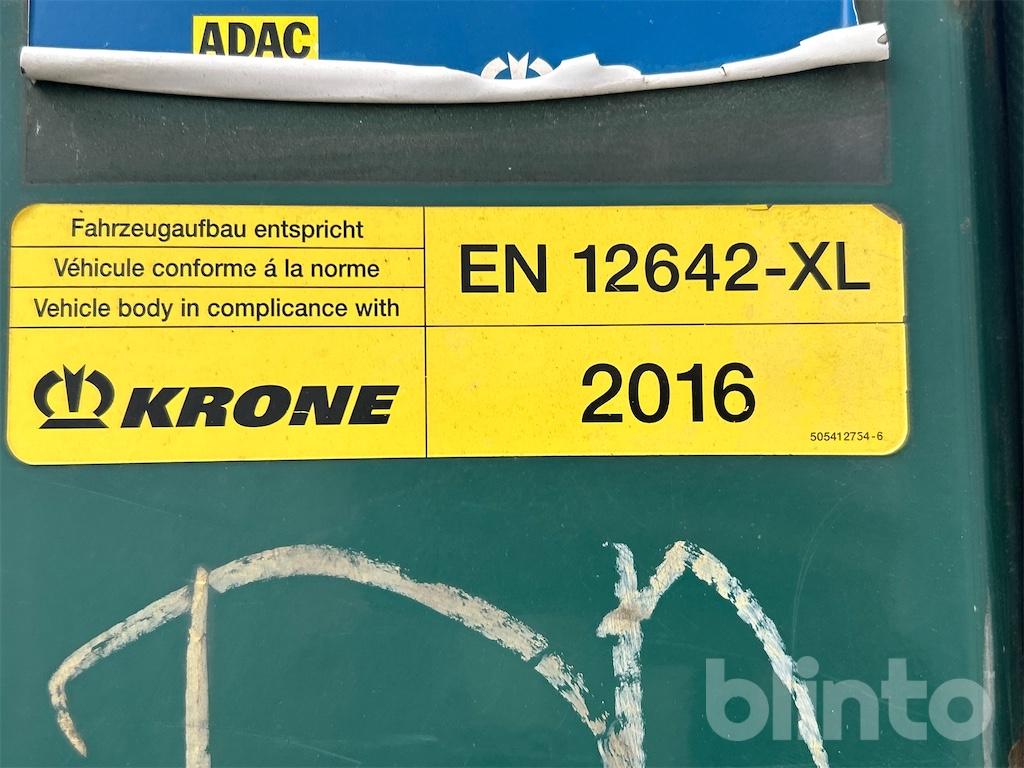 ADAC
Fahrzeugaufbau entspricht
Véhicule conforme á la norme
Vehicle body in complicance with
EN 12642-XL
KRONE
2016
505412754-6
blinto